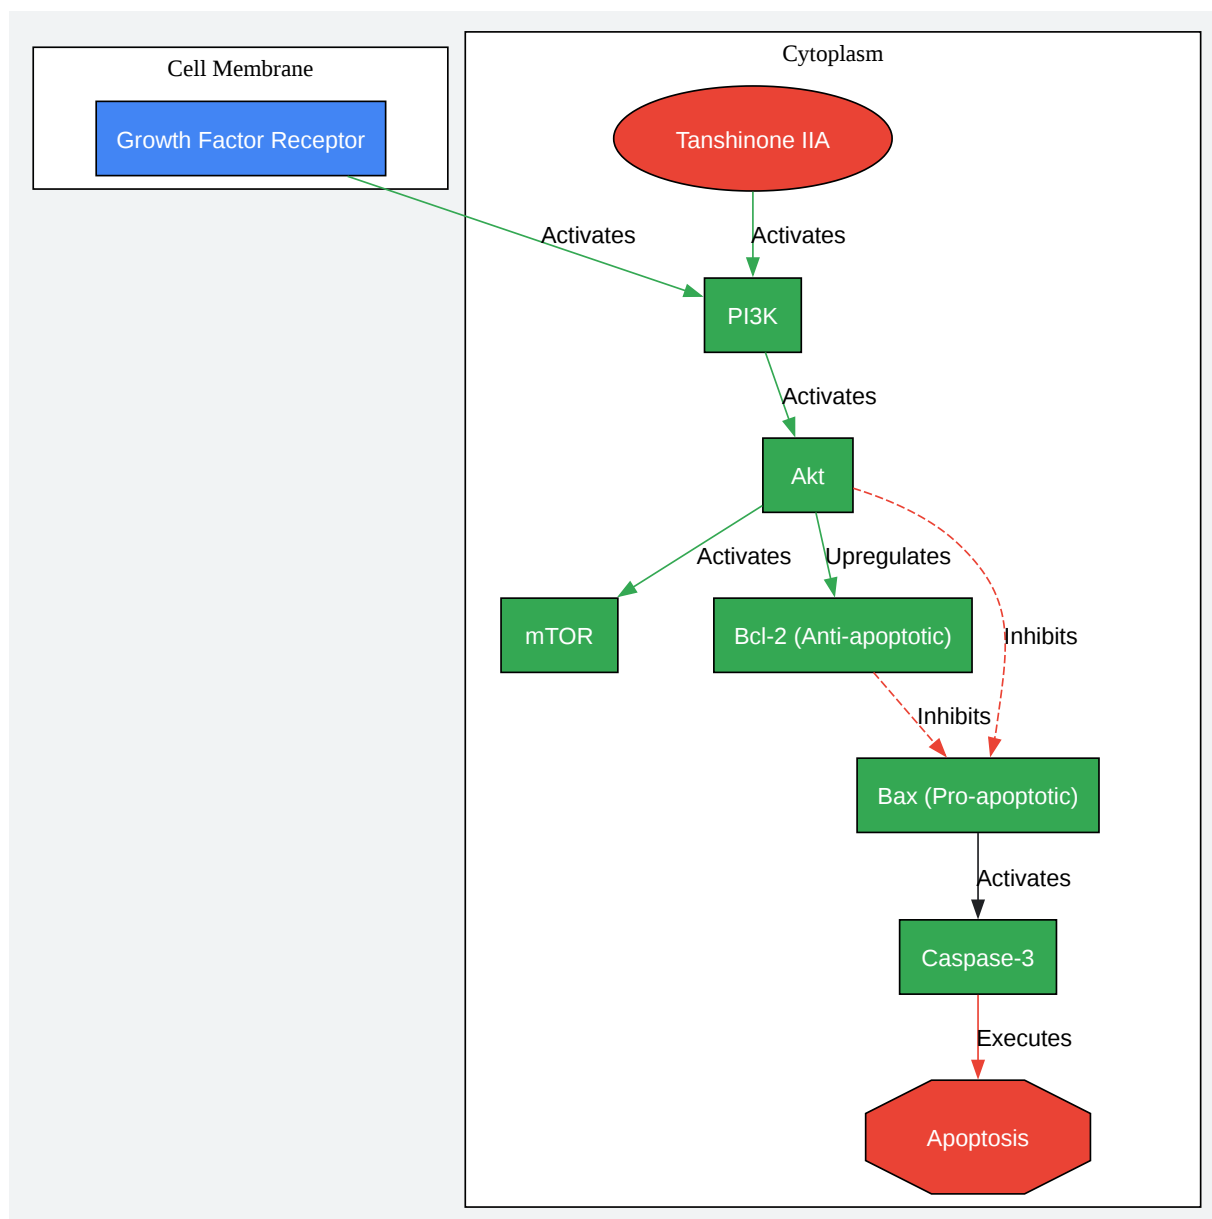 Cytoplasm
Cell Membrane
Growth Factor Receptor
Tanshinone IIA
Activates
Activates
PI3K
Activates
Akt
Activates
Upregulates
mTOR
Bcl-2 (Anti-apoptotic)
Inhibits
Inhibits
Bax (Pro-apoptotic)
Activates
Caspase-3
Executes
Apoptosis